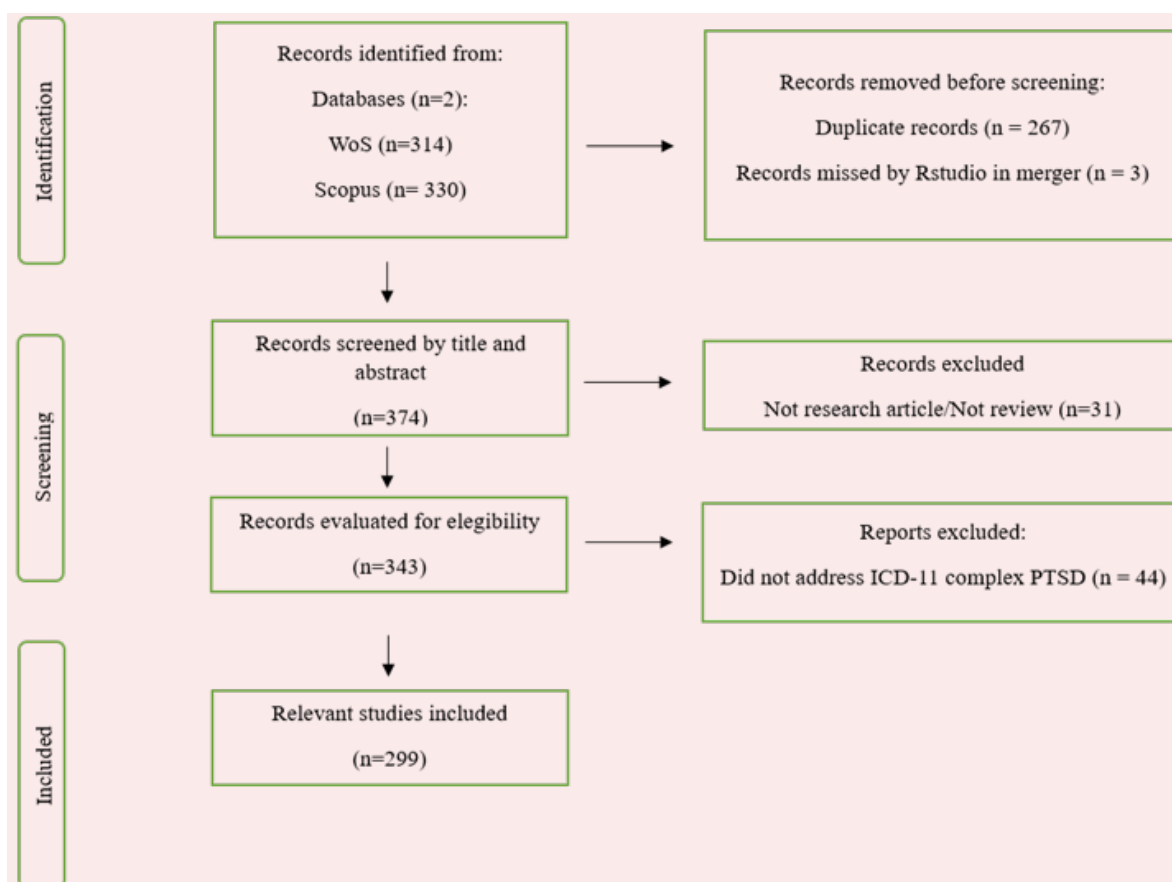 Identification
Records identified from:
Databases (n=2):
WoS (n=314)
Scopus (n= 330)
Records removed before screening:
Duplicate records (n = 267)
Records missed by Rstudio in merger (n = 3)
Screening
Records screened by title and
abstract
(n=374)
Records excluded
Not research article/Not review (n=31)
Records evaluated for elegibility
(n=343)
Reports excluded:
Did not address ICD-11 complex PTSD (n = 44)
Included
Relevant studies included
(n=299)